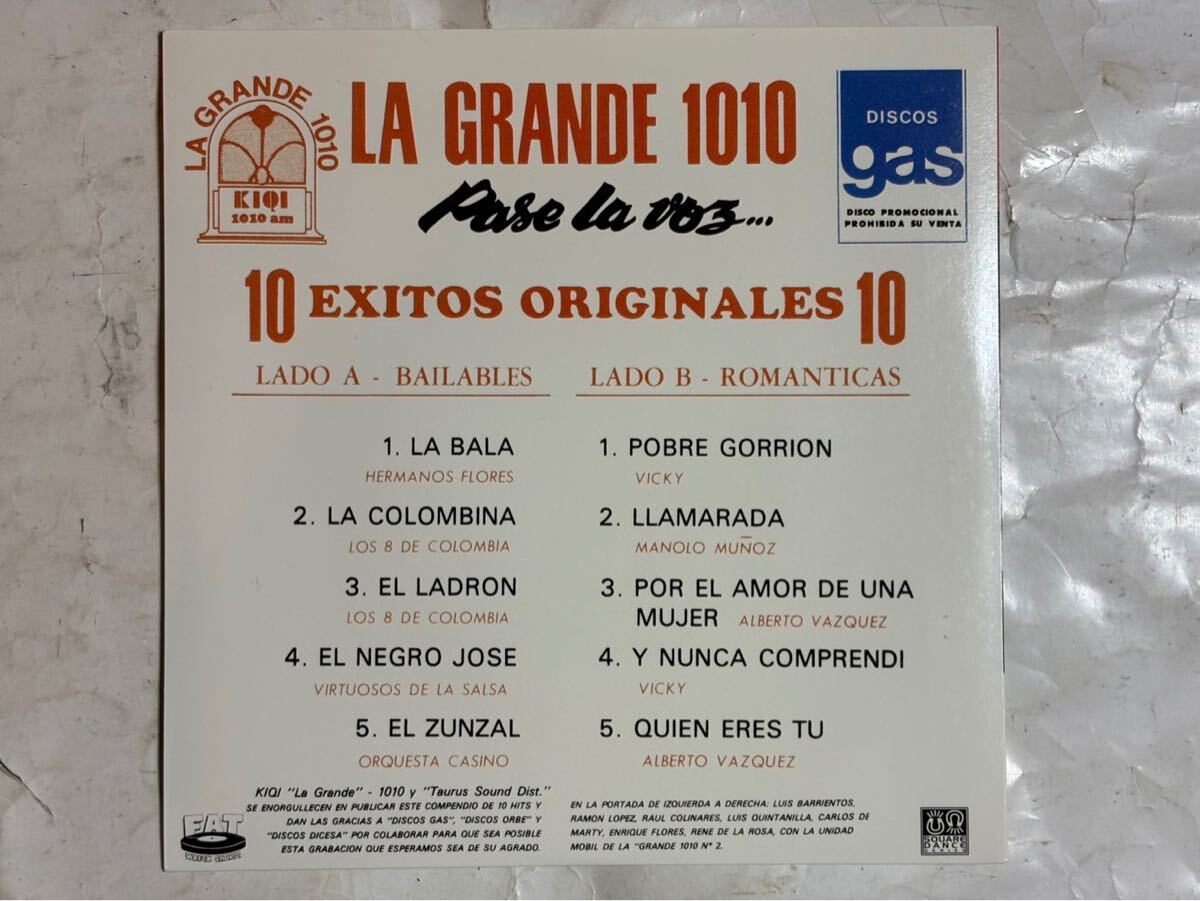 LA GRANDE 1010
KIQI
1010 am
LA GRANDE 1010
Pase la voz...
DISCOS
gas
DISCO PROMOCIONAL
PROHIBIDA SU VENTA
10 EXITOS ORIGINALES 10
LADO A - BAILABLES
1. LA BALA
HERMANOS FLORES
2. LA COLOMBINA
LOS 8 DE COLOMBIA
3. EL LADRON
LOS 8 DE COLOMBIA
4. EL NEGRO JOSE
VIRTUOSOS DE LA SALSA
5. EL ZUNZAL
ORQUESTA CASINO
LADO B - ROMANTICAS
1. POBRE GORRION
VICKY
2. LLAMARADA
MANOLO MUÑOZ
3. POR EL AMOR DE UNA
MUJER ALBERTO VAZQUEZ
4. Y NUNCA COMPRENDI
VICKY
5. QUIEN ERES TU
ALBERTO VAZQUEZ
KIQI "La Grande" - 1010 y "Taurus Sound Dist."
SE ENORGULLECEN EN PUBLICAR ESTE COMPENDIO DE 10 HITS Y
DAN LAS GRACIAS A "DISCOS GAS", "DISCOS ORBE" Y
"DISCOS DICESA" POR COLABORAR PARA QUE SEA POSIBLE
ESTA GRABACION QUE ESPERAMOS SEA DE SU AGRADO.
EN LA PORTADA DE IZQUIERDA A DERECHA: LUIS BARRIENTOS,
RAMON LOPEZ, RAUL COLINARES, LUIS QUINTANILLA, CARLOS DE
MARTY, ENRIQUE FLORES, RENE DE LA ROSA, CON LA UNIDAD
MOBIL DE LA "GRANDE 1010 Nº 2.
FAT
WRECK CHORDS
SQUARE
DANCE
SERIES